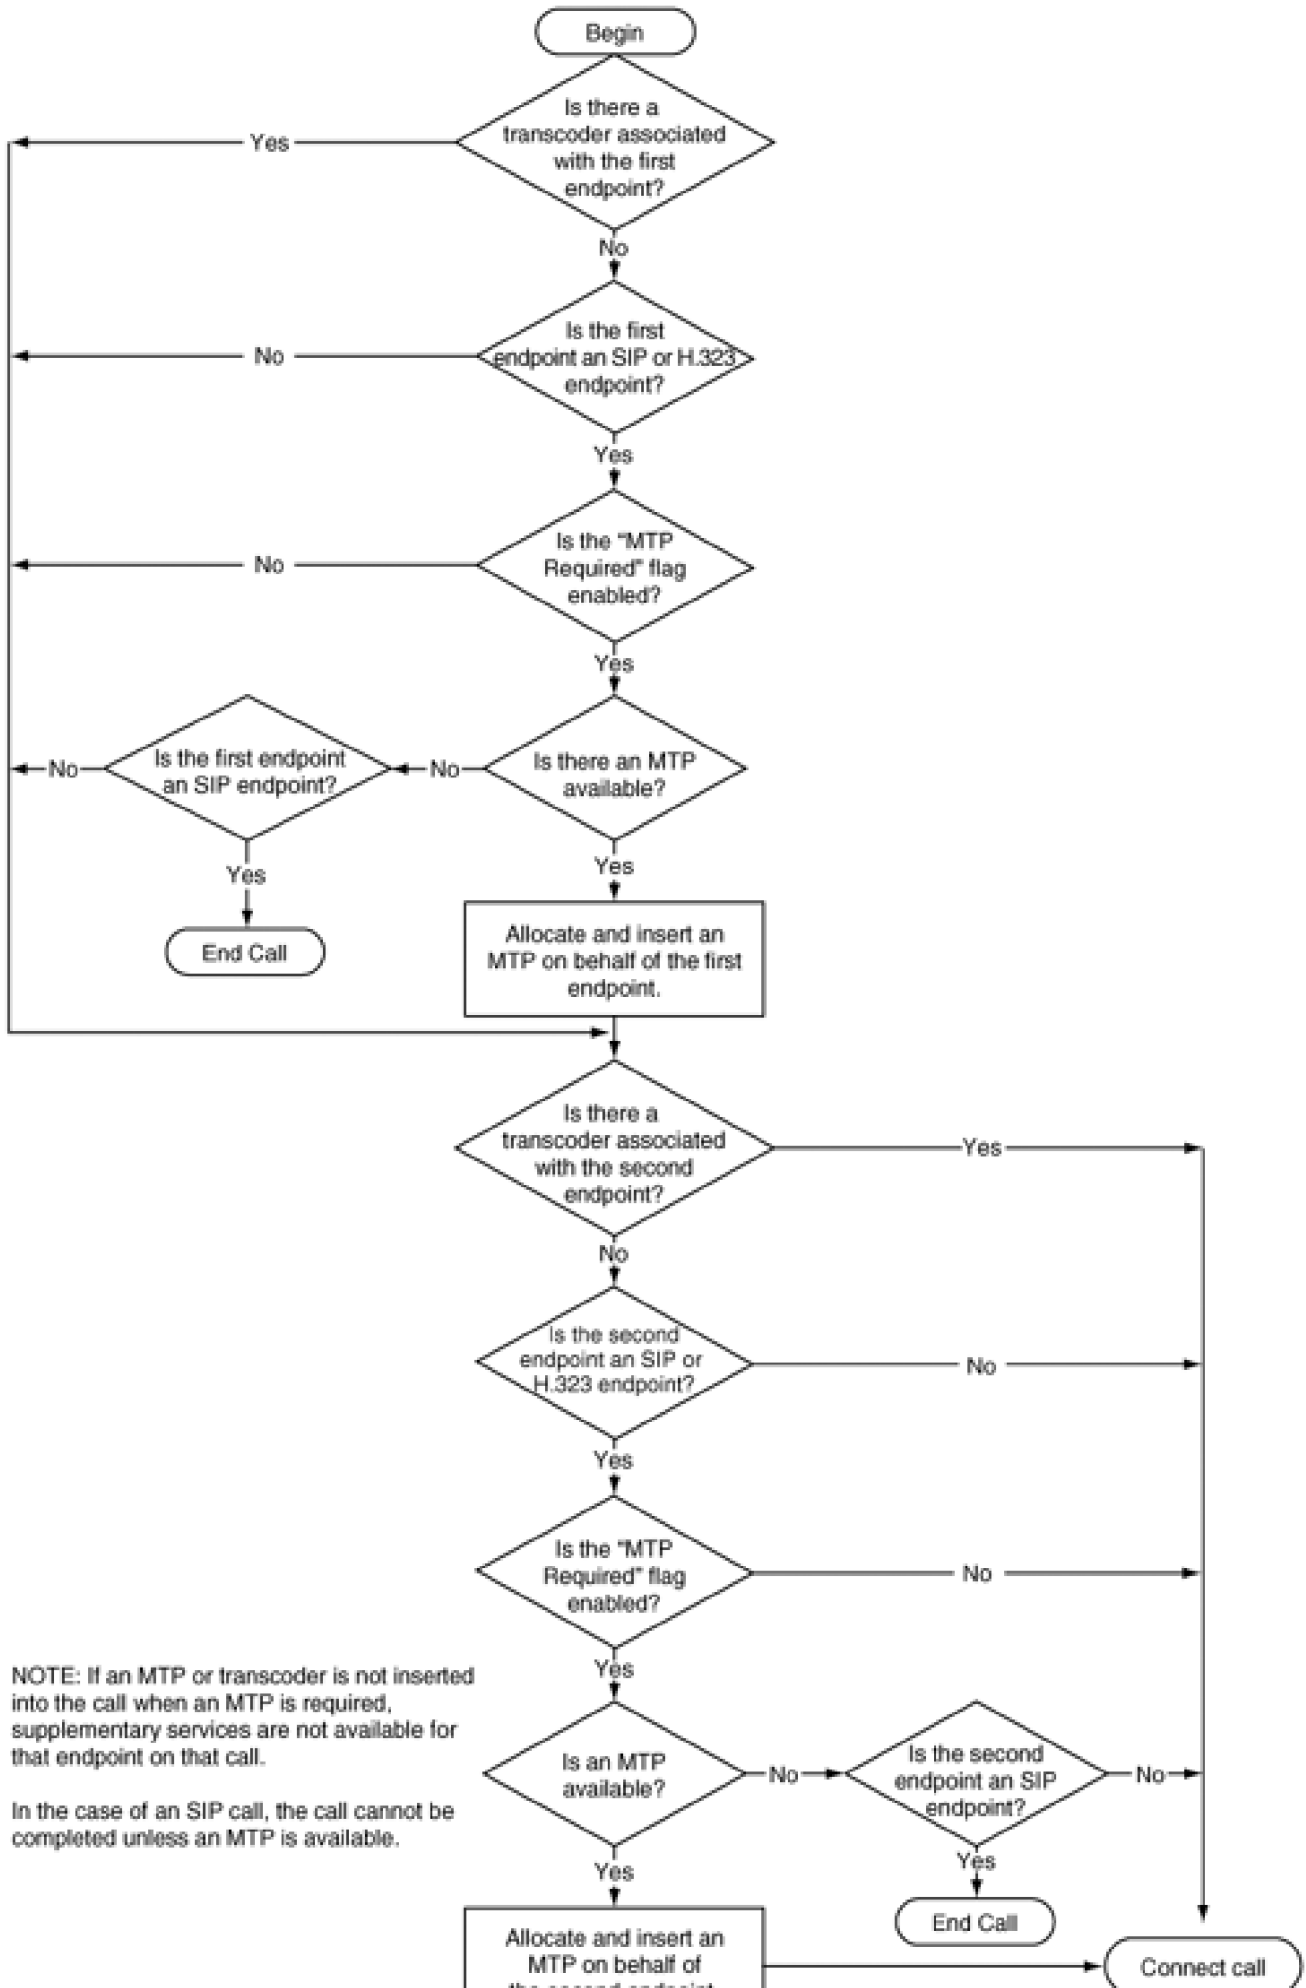 Begin
Is there a
transcoder associated
with the first
endpoint?
Yes
No
Is the first
endpoint an SIP or H.323
endpoint?
No
Yes
Is the "MTP
Required" flag
enabled?
No
Yes
Is there an MTP
available?
No
Is the first endpoint
an SIP endpoint?
No
Yes
End Call
Yes
Allocate and insert an
MTP on behalf of the first
endpoint.
Is there a
transcoder associated
with the second
endpoint?
Yes
No
Is the second
endpoint an SIP or
H.323 endpoint?
No
Yes
Is the "MTP
Required" flag
enabled?
No
Yes
NOTE: If an MTP or transcoder is not inserted
into the call when an MTP is required,
supplementary services are not available for
that endpoint on that call.
In the case of an SIP call, the call cannot be
completed unless an MTP is available.
Is an MTP
available?
No
Is the second
endpoint an SIP
endpoint?
No
Yes
End Call
Yes
Allocate and insert an
MTP on behalf of
the second endpoint
Connect call